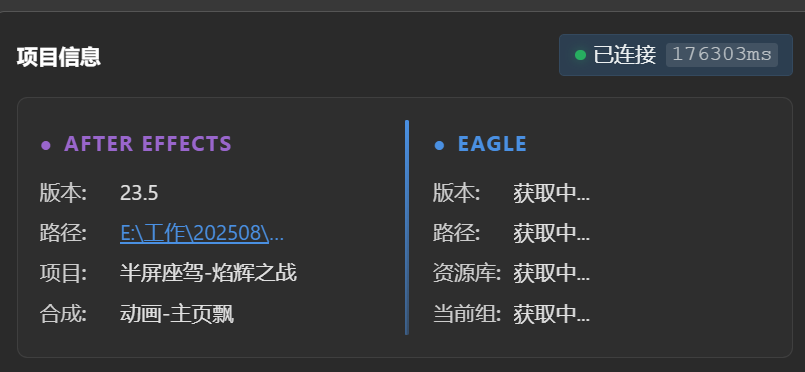 项目信息
已连接 176303ms
AFTER EFFECTS
版本: 23.5
路径: E:\工作\202508\...
项目: 半屏座驾-焰辉之战
合成: 动画-主页飘
EAGLE
版本: 获取中...
路径: 获取中...
资源库: 获取中...
当前组: 获取中...